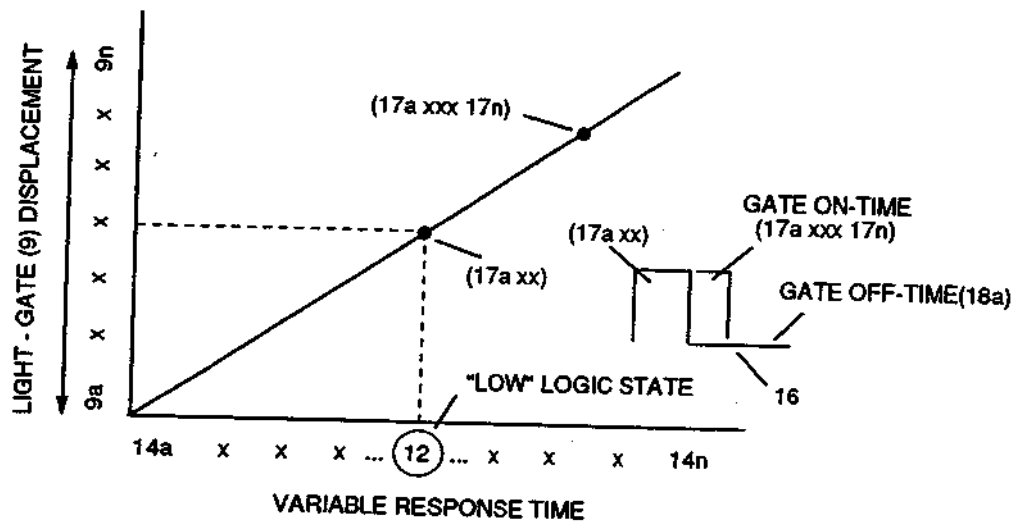 LIGHT - GATE (9) DISPLACEMENT
9n
x
x
x
x
x
9a
(17a xxx 17n)
(17a xx)
(17a xx)
GATE ON-TIME
(17a xxx 17n)
GATE OFF-TIME(18a)
16
"LOW" LOGIC STATE
14a x x x ... 12 ... x x x 14n
VARIABLE RESPONSE TIME